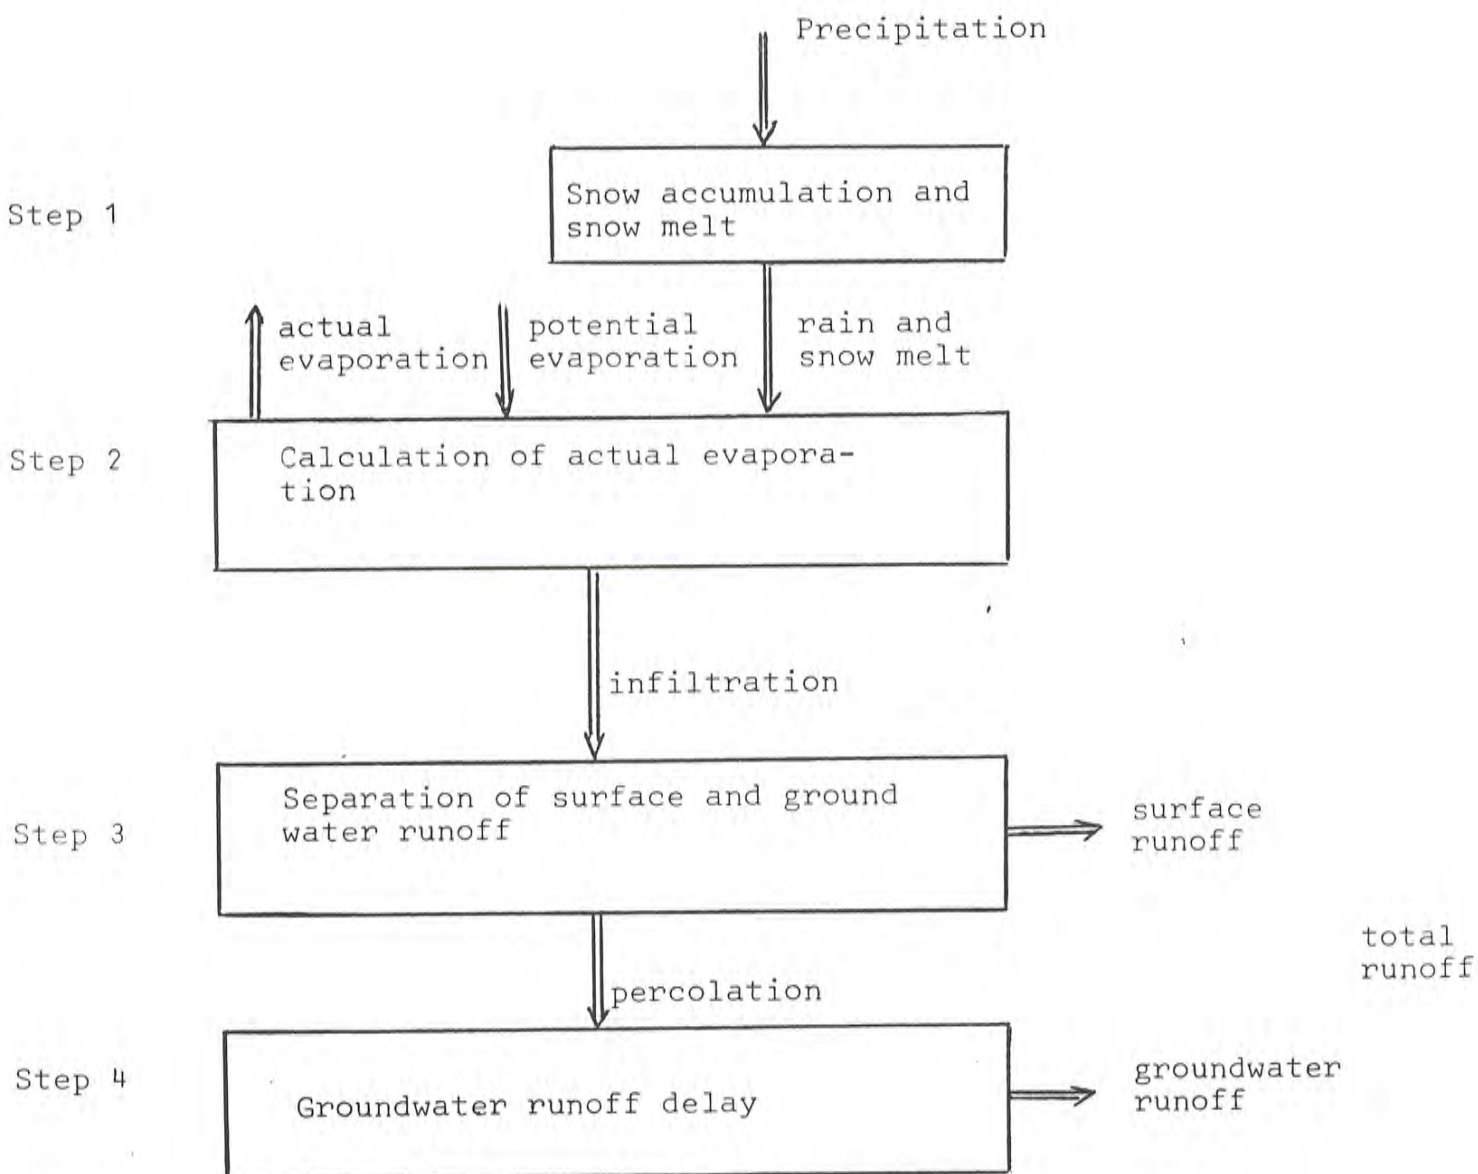 Precipitation
Step 1
Snow accumulation and
snow melt
actual
evaporation
potential
evaporation
rain and
snow melt
Step 2
Calculation of actual evapora-
tion
infiltration
Step 3
Separation of surface and ground
water runoff
surface
runoff
total
runoff
percolation
Step 4
Groundwater runoff delay
groundwater
runoff